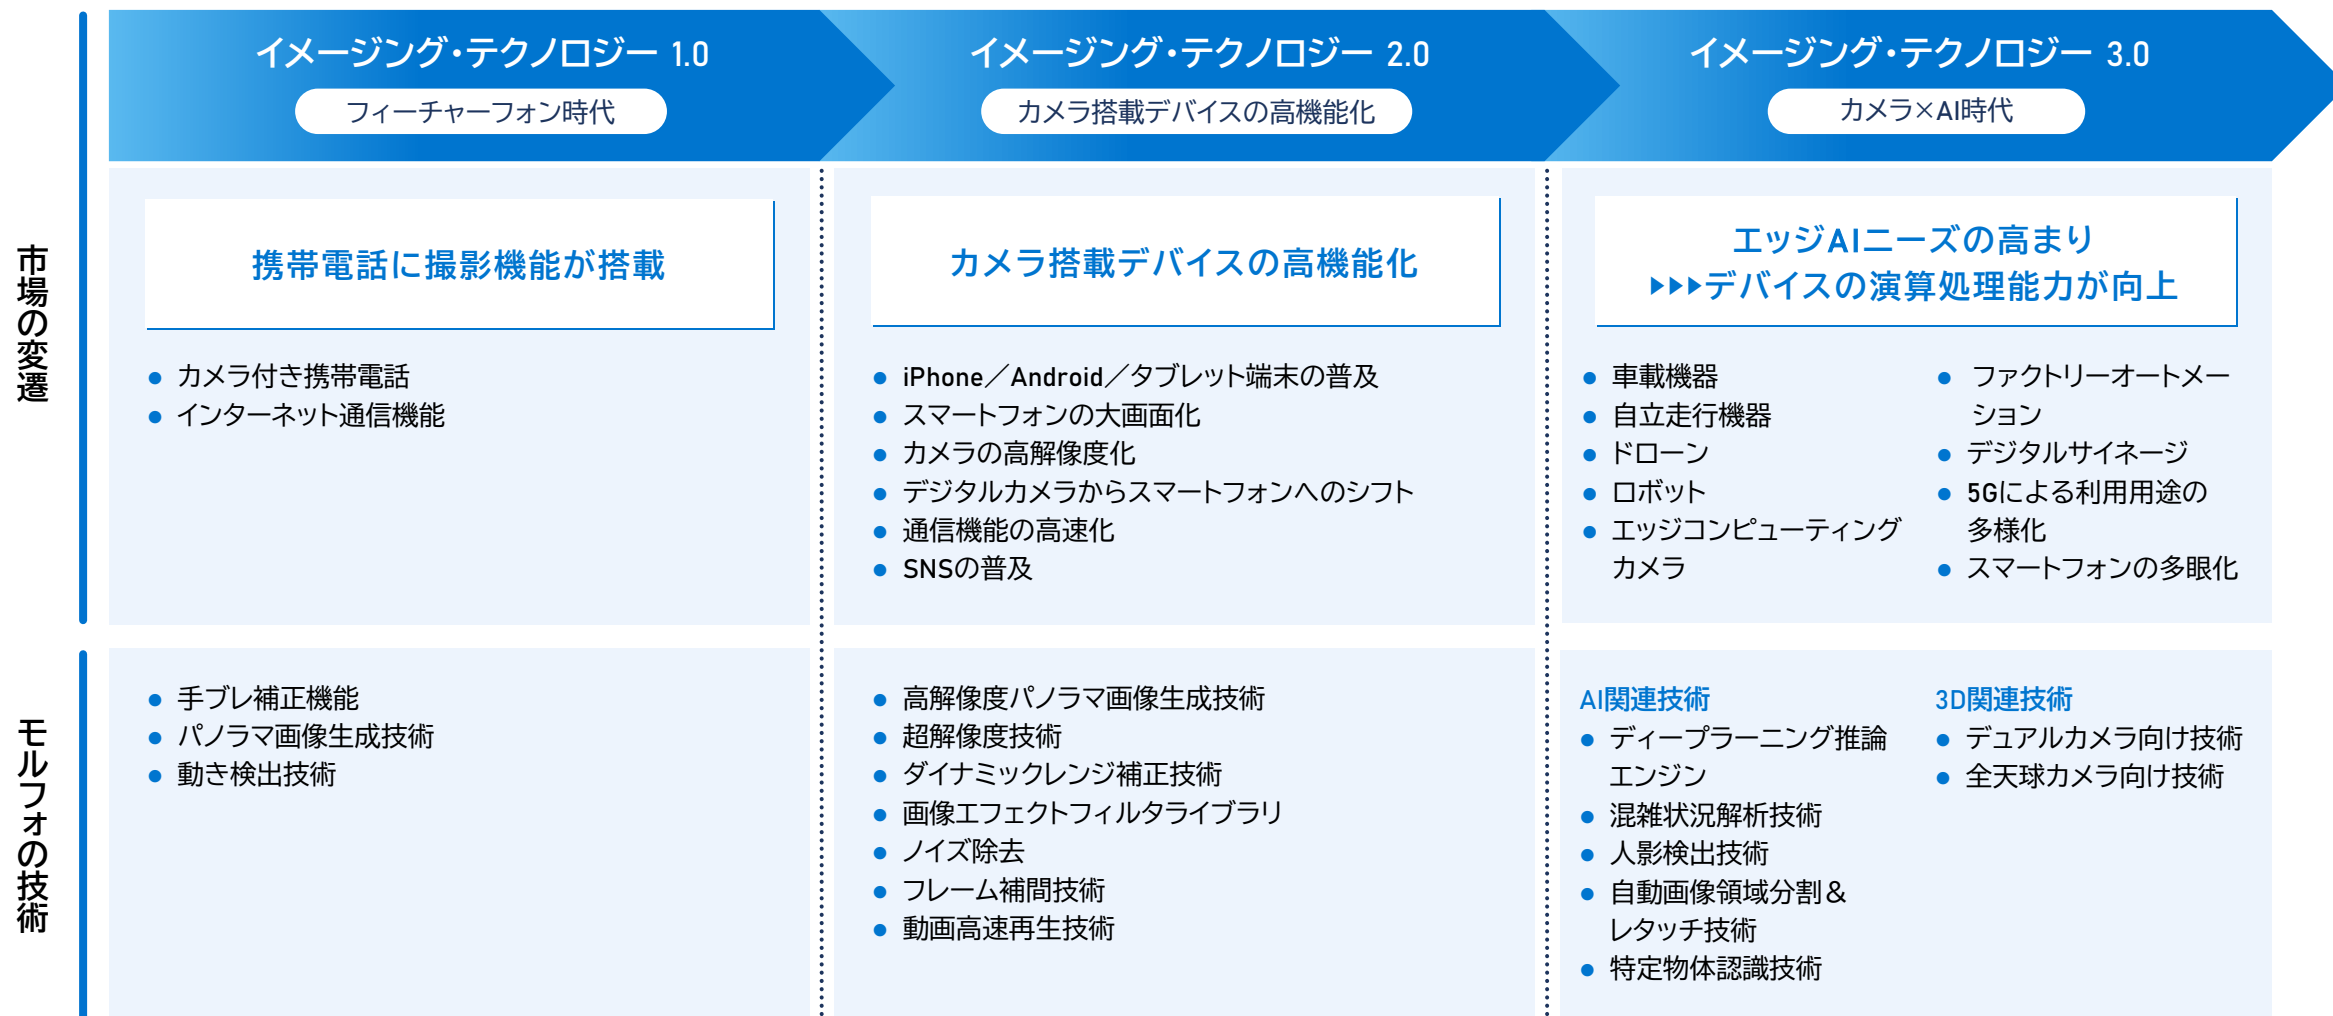 イメージング・テクノロジー 1.0
フィーチャーフォン時代
イメージング・テクノロジー 2.0
カメラ搭載デバイスの高機能化
イメージング・テクノロジー 3.0
カメラ×AI時代
市場の変遷
携帯電話に撮影機能が搭載
● カメラ付き携帯電話
● インターネット通信機能
カメラ搭載デバイスの高機能化
● iPhone／Android／タブレット端末の普及
● スマートフォンの大画面化
● カメラの高解像度化
● デジタルカメラからスマートフォンへのシフト
● 通信機能の高速化
● SNSの普及
エッジAIニーズの高まり
▶▶▶デバイスの演算処理能力が向上
● 車載機器
● 自立走行機器
● ドローン
● ロボット
● エッジコンピューティング
カメラ
● ファクトリーオートメー
ション
● デジタルサイネージ
● 5Gによる利用用途の
多様化
● スマートフォンの多眼化
モルフォの技術
● 手ブレ補正機能
● パノラマ画像生成技術
● 動き検出技術
● 高解像度パノラマ画像生成技術
● 超解像度技術
● ダイナミックレンジ補正技術
● 画像エフェクトフィルタライブラリ
● ノイズ除去
● フレーム補間技術
● 動画高速再生技術
AI関連技術
● ディープラーニング推論
エンジン
● 混雑状況解析技術
● 人影検出技術
● 自動画像領域分割＆
レタッチ技術
● 特定物体認識技術
3D関連技術
● デュアルカメラ向け技術
● 全天球カメラ向け技術